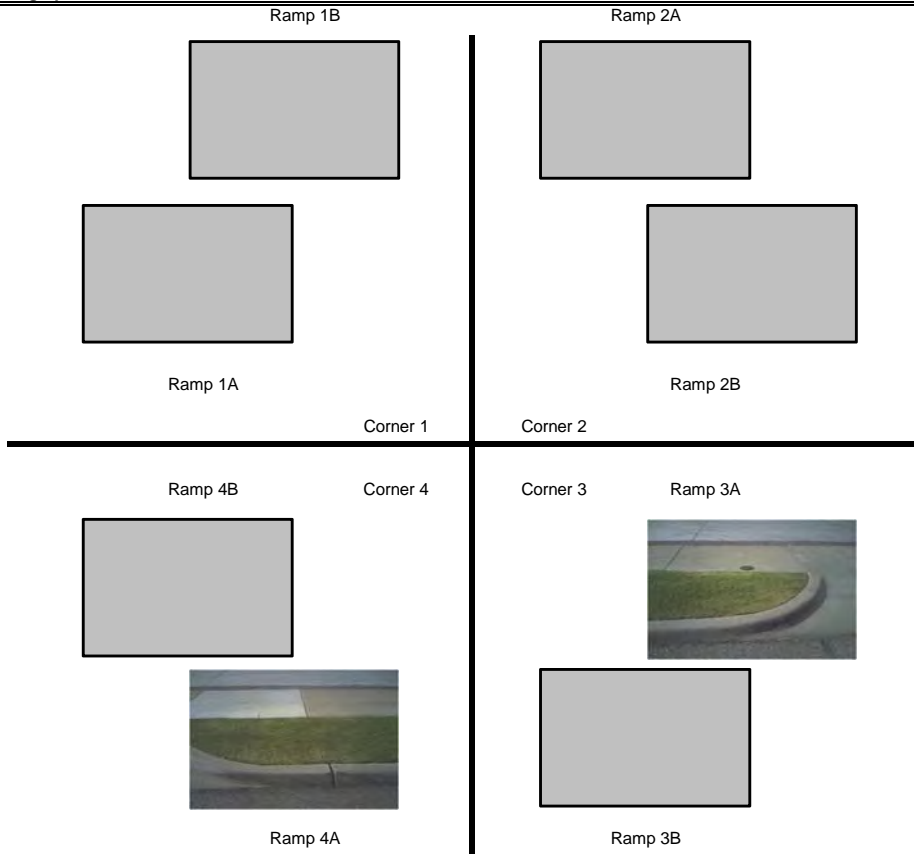 Ramp 1B
Ramp 2A
Ramp 1A
Ramp 2B
Corner 1
Corner 2
Ramp 4B
Corner 4
Corner 3
Ramp 3A
Ramp 4A
Ramp 3B